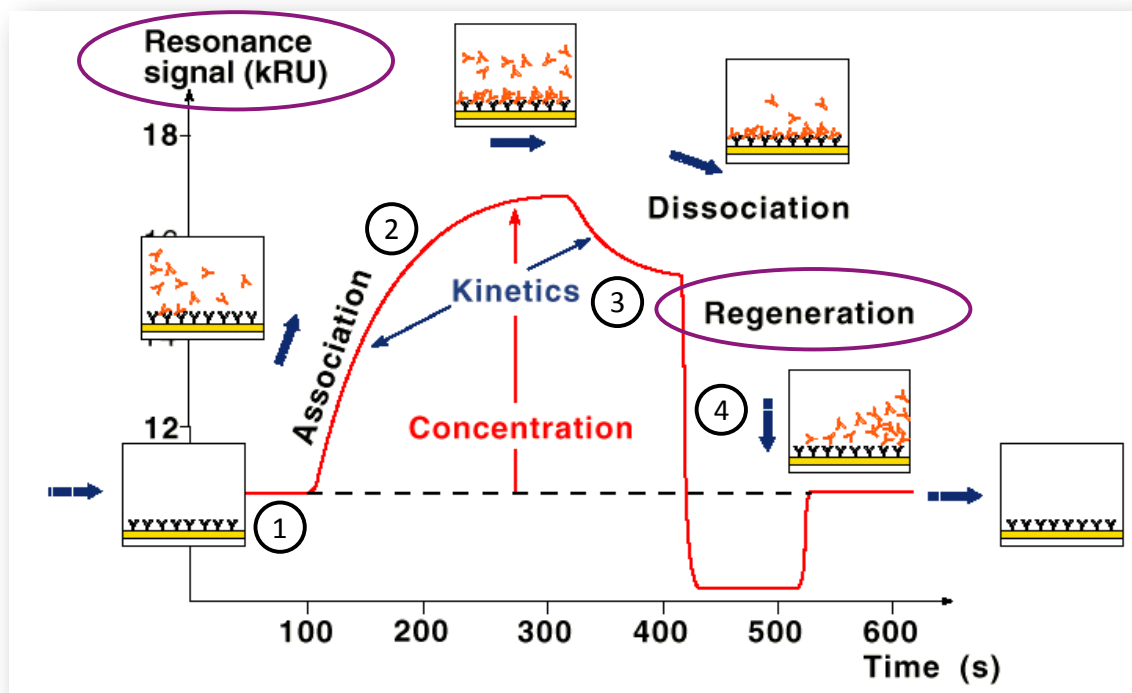 Resonance
signal (kRU)
18
2
Dissociation
Kinetics
3
Regeneration
Association
4
12
Concentration
1
100
200
300
400
500
600
Time (s)